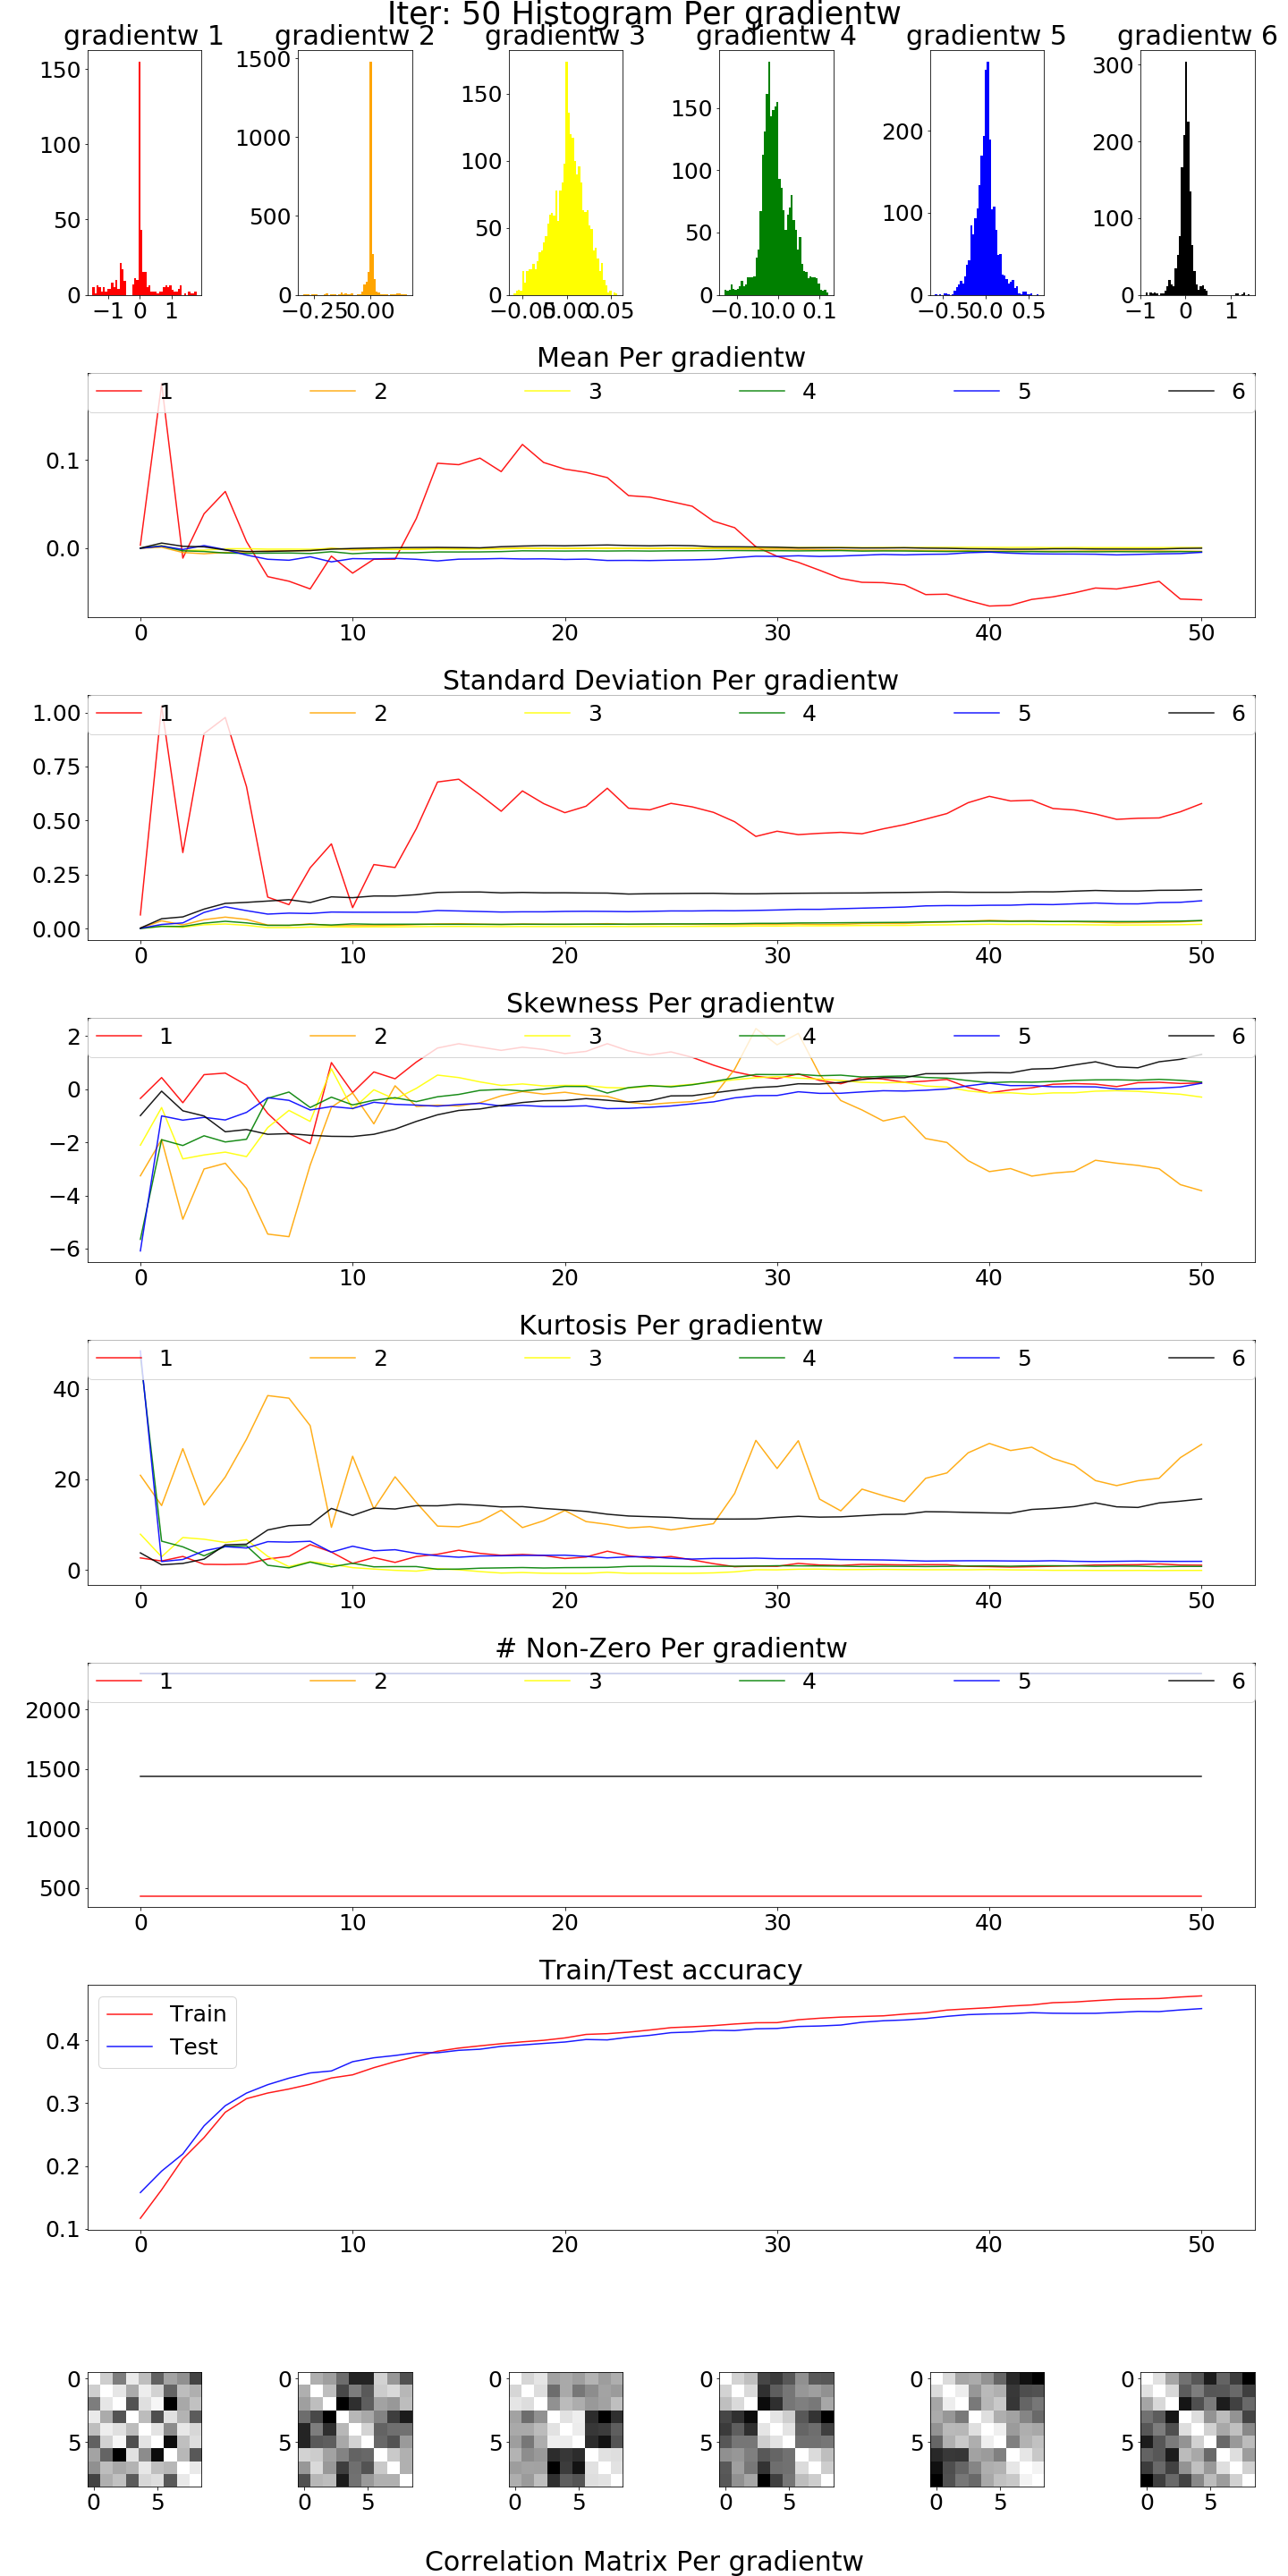 Iter: 50 Histogram Per gradientw
gradientw 1 gradientw 2 gradientw 3 gradientw 4 gradientw 5 gradientw 6
150 1500 150 150 200 300
100 1000 100 100 100 200
50 500 50 50 0 100
0 0 0 0 0
−1 0 1 −0.25 0.00 −0.05 0.00 0.05 −0.1 0.0 0.1 −0.5 0.0 0.5 −1 0 1
Mean Per gradientw
1 2 3 4 5 6
0.1
0.0
0 10 20 30 40 50
Standard Deviation Per gradientw
1.00 1 2 3 4 5 6
0.75
0.50
0.25
0.00
0 10 20 30 40 50
Skewness Per gradientw
2 1 2 3 4 5 6
0
−2
−4
−6
0 10 20 30 40 50
Kurtosis Per gradientw
1 2 3 4 5 6
40
20
0
0 10 20 30 40 50
# Non-Zero Per gradientw
1 2 3 4 5 6
2000
1500
1000
500
0 10 20 30 40 50
Train/Test accuracy
Train
Test
0.4
0.3
0.2
0.1
0 10 20 30 40 50
0 0 0 0 0 0
5 5 5 5 5 5
0 5 0 5 0 5 0 5 0 5 0 5
Correlation Matrix Per gradientw